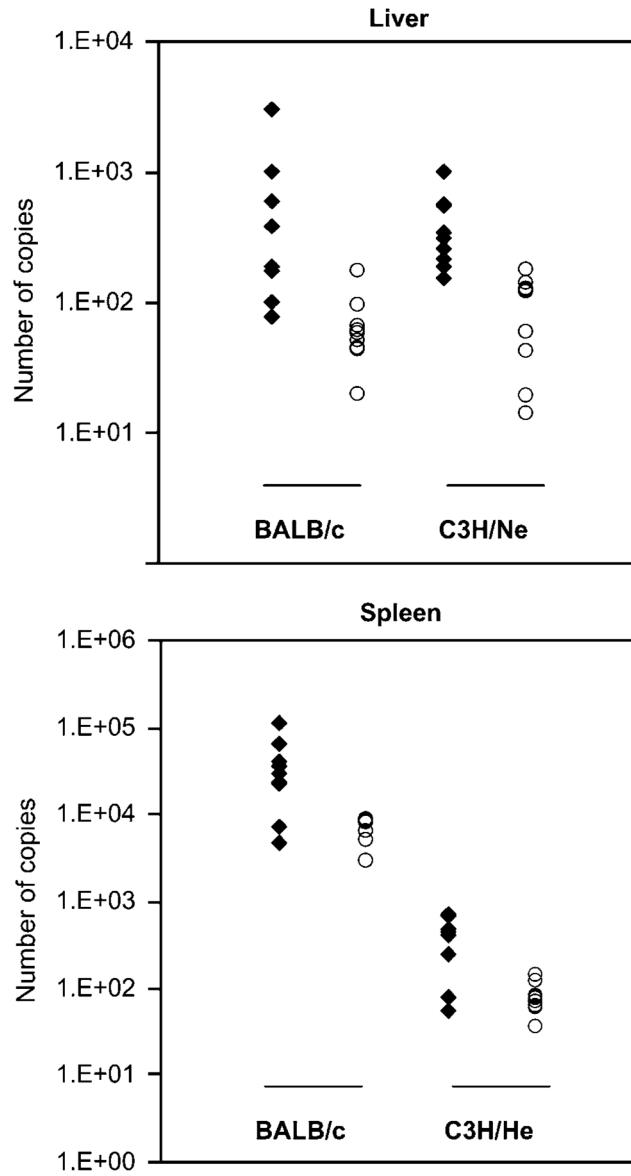 Liver
Number of copies
1.E+04
1.E+03
1.E+02
1.E+01
BALB/c
C3H/Ne
Spleen
Number of copies
1.E+06
1.E+05
1.E+04
1.E+03
1.E+02
1.E+01
1.E+00
BALB/c
C3H/He